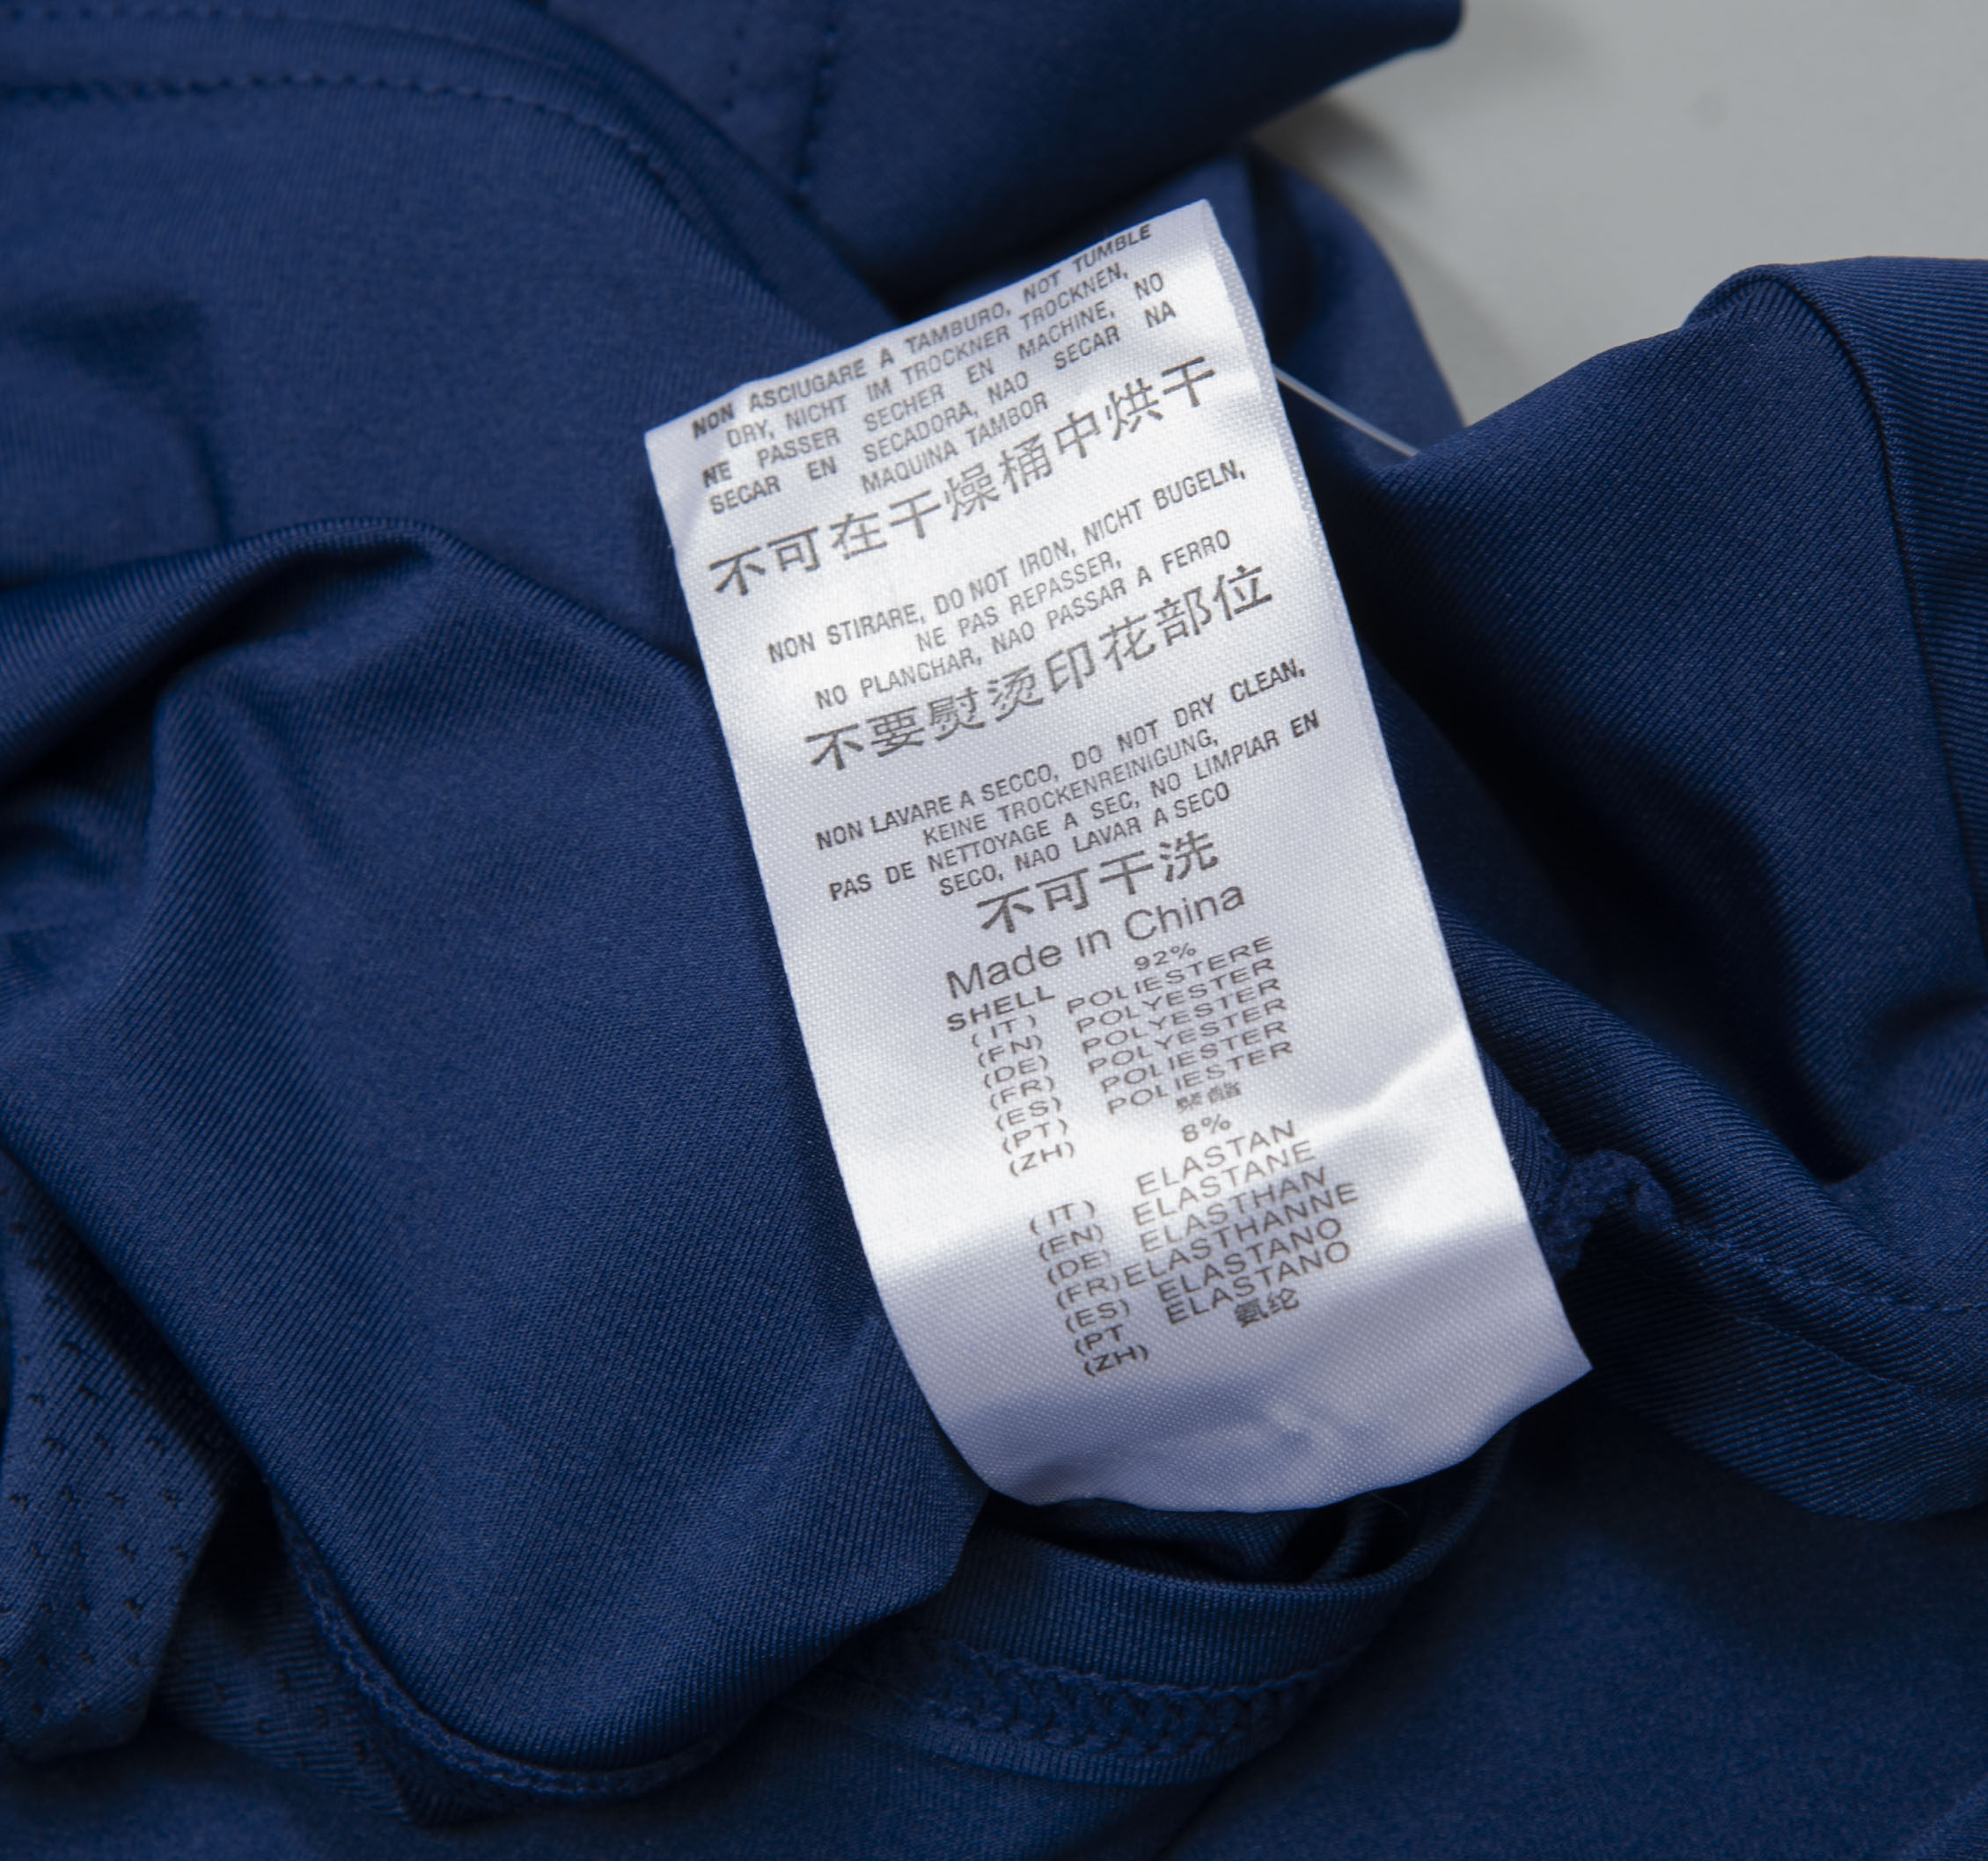 NON ASCIUGARE A TAMBURO, NOT TUMBLE
DRY, NICHT IM TROCKNER TROCKNEN,
NE PASSER SECHER EN MACHINE, NO
SECAR EN SECADORA, NAO SECAR NA
MAQUINA TAMBOR
不可在干燥桶中烘干
NON STIRARE, DO NOT IRON, NICHT BUGELN,
NE PAS REPASSER,
NO PLANCHAR, NAO PASSAR A FERRO
不要熨烫印花部位
NON LAVARE A SECCO, DO NOT DRY CLEAN,
KEINE TROCKENREINIGUNG,
PAS DE NETTOYAGE A SEC, NO LIMPIAR EN
SECO, NAO LAVAR A SECO
不可干洗
Made in China
SHELL 92%
(IT) POLIESTERE
(FN) POLYESTER
(DE) POLYESTER
(FR) POLYESTER
(ES) POLIESTER
(PT) POLIESTER
(ZH)
8%
(IT) ELASTAN
(EN) ELASTANE
(DE) ELASTHAN
(FR) ELASTHANNE
(ES) ELASTANO
(PT ELASTANO
(ZH) 氨纶